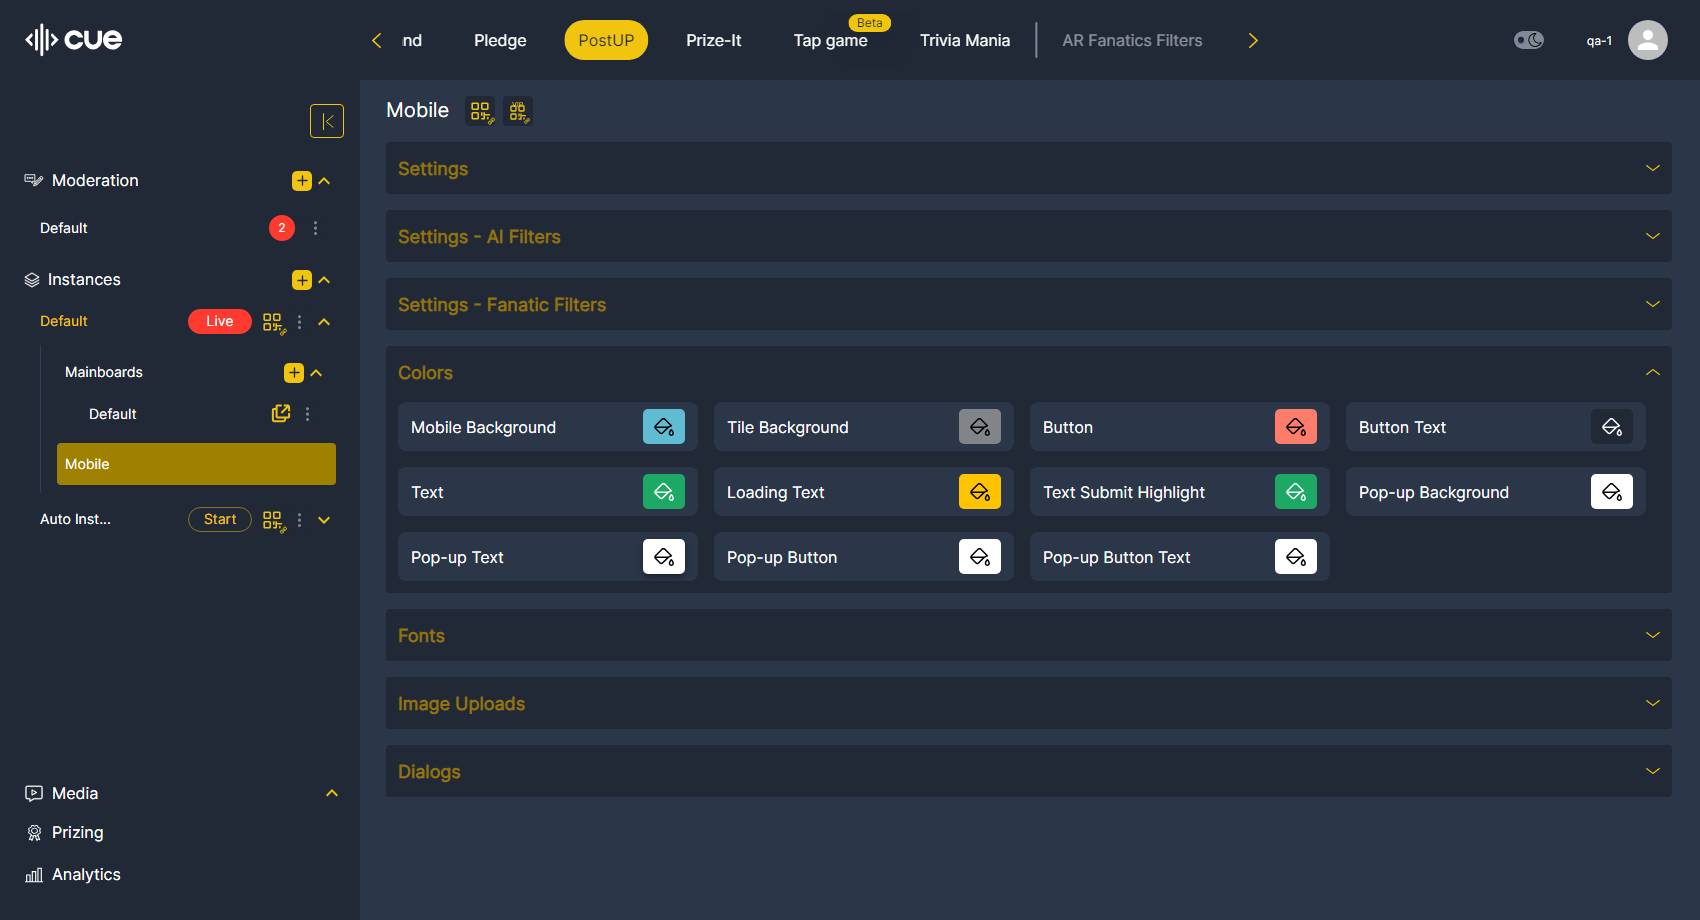 cue
nd
Pledge
PostUP
Prize-It
Beta
Tap game
Trivia Mania
AR Fanatics Filters
qa-1
Moderation
Default
2
Instances
Default
Live
Mainboards
Default
Mobile
Auto Inst...
Start
Media
Prizing
Analytics
Mobile
Settings
Settings - AI Filters
Settings - Fanatic Filters
Colors
Mobile Background
Tile Background
Button
Button Text
Text
Loading Text
Text Submit Highlight
Pop-up Background
Pop-up Text
Pop-up Button
Pop-up Button Text
Fonts
Image Uploads
Dialogs